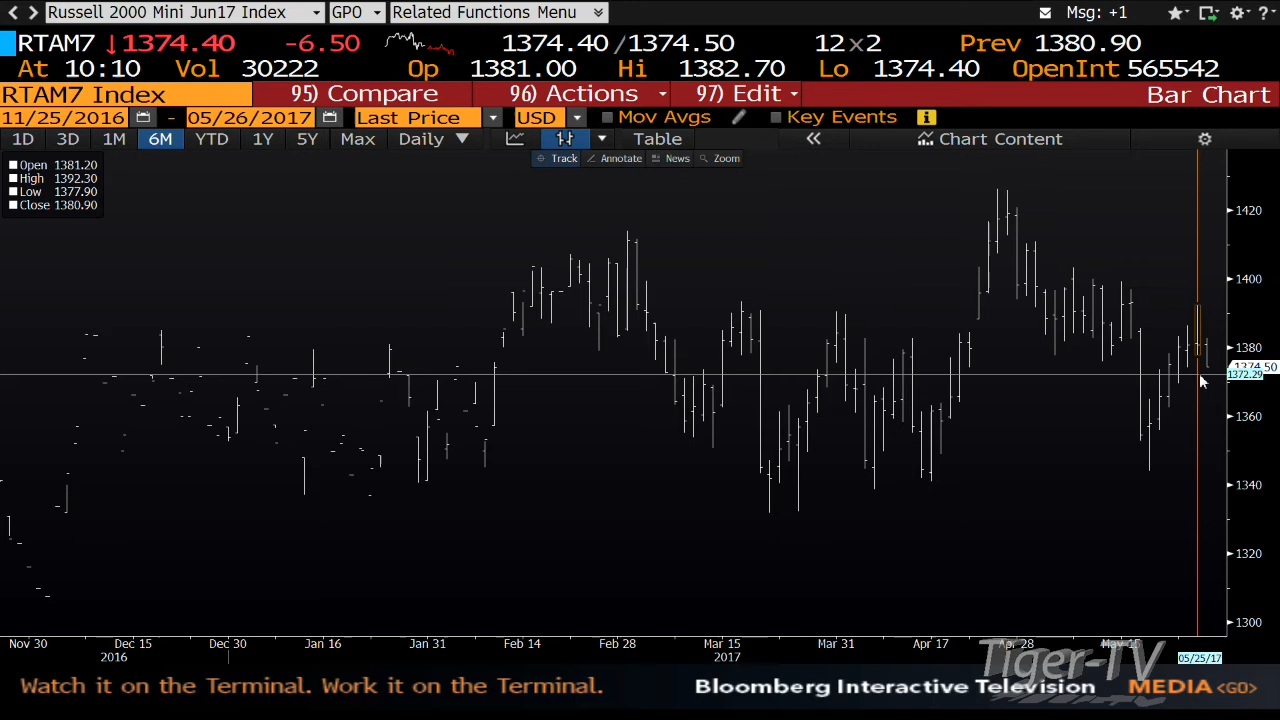 Russell 2000 Mini Jun17 Index GPO Related Functions Menu Msg: +1 ?
RTAM7 ↓1374.40 -6.50 1374.40/1374.50 12x2 Prev 1380.90
At 10:10 Vol 30222 Op 1381.00 Hi 1382.70 Lo 1374.40 OpenInt 565542
RTAM7 Index 95) Compare 96) Actions 97) Edit Bar Chart
11/25/2016 - 05/26/2017 Last Price USD Mov Avgs Key Events i
1D 3D 1M 6M YTD 1Y 5Y Max Daily Table « Chart Content
Track Annotate News Zoom
Open 1381.20
High 1392.30
Low 1377.90
Close 1380.90
1420
1400
1380
1374.50
1372.29
1360
1340
1320
1300
Nov 30 Dec 15 Dec 30 Jan 16 Jan 31 Feb 14 Feb 28 Mar 15 Mar 31 Apr 17 Apr 28 May 15
2016 2017 05/25/17
Tiger-TV
Watch it on the Terminal. Work it on the Terminal. Bloomberg Interactive Television MEDIA <GO>